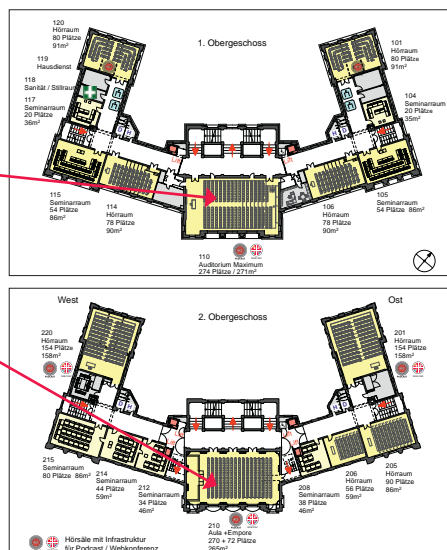 120
Hörraum
80 Plätze
91m²
119
Hausdienst
118
Sanität / Stillraum
117
Seminarraum
20 Plätze
36m²
1. Obergeschoss
101
Hörraum
80 Plätze
91m²
104
Seminarraum
20 Plätze
35m²
115
Seminarraum
54 Plätze
86m²
114
Hörraum
78 Plätze
90m²
110
Auditorium Maximum
274 Plätze / 271m²
106
Hörraum
78 Plätze
90m²
105
Seminarraum
54 Plätze 86m²
West
2. Obergeschoss
Ost
220
Hörraum
154 Plätze
158m²
201
Hörraum
154 Plätze
158m²
215
Seminarraum
80 Plätze 86m²
214
Seminarraum
44 Plätze
59m²
212
Seminarraum
34 Plätze
46m²
210
Aula +Empore
270 + 72 Plätze
265m²
208
Seminarraum
38 Plätze
46m²
206
Hörraum
56 Plätze
59m²
205
Hörraum
90 Plätze
86m²
Hörsäle mit Infrastruktur
für Podcast / Webkonferenz